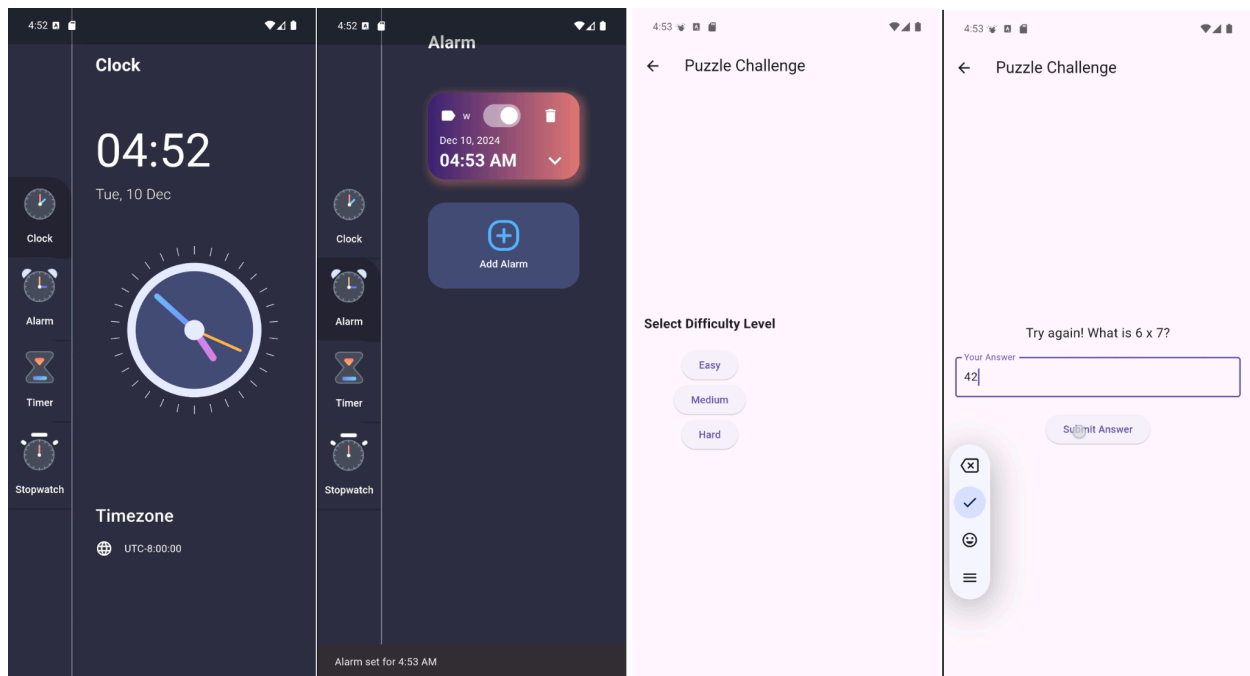 4:52
Clock
04:52
Tue, 10 Dec
Clock
Alarm
Timer
Stopwatch
Timezone
UTC-8:00:00
4:52
Alarm
w
Dec 10, 2024
04:53 AM
Add Alarm
Clock
Alarm
Timer
Stopwatch
Alarm set for 4:53 AM
4:53
Puzzle Challenge
Select Difficulty Level
Easy
Medium
Hard
4:53
Puzzle Challenge
Try again! What is 6 x 7?
Your Answer
42
Submit Answer